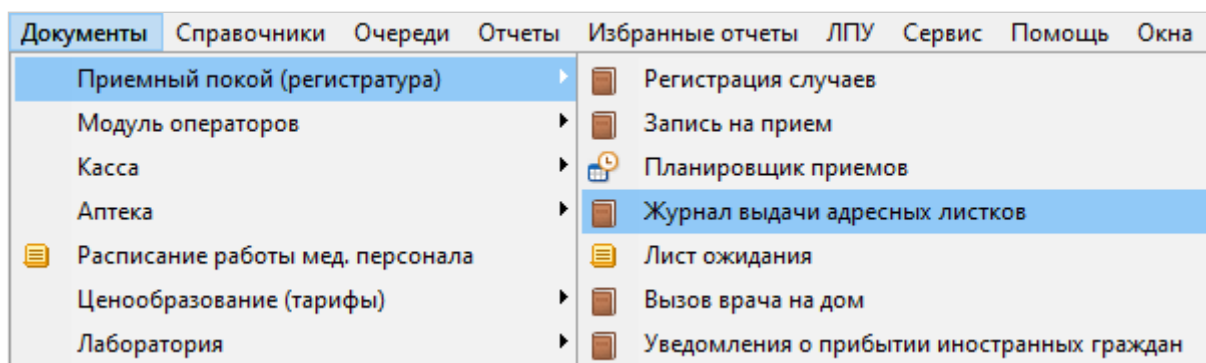 Документы Справочники Очереди Отчеты Избранные отчеты ЛПУ Сервис Помощь Окна
Приемный покой (регистратура)
Модуль операторов
Касса
Аптека
Расписание работы мед. персонала
Ценообразование (тарифы)
Лаборатория
Регистрация случаев
Запись на прием
Планировщик приемов
Журнал выдачи адресных листков
Лист ожидания
Вызов врача на дом
Уведомления о прибытии иностранных граждан